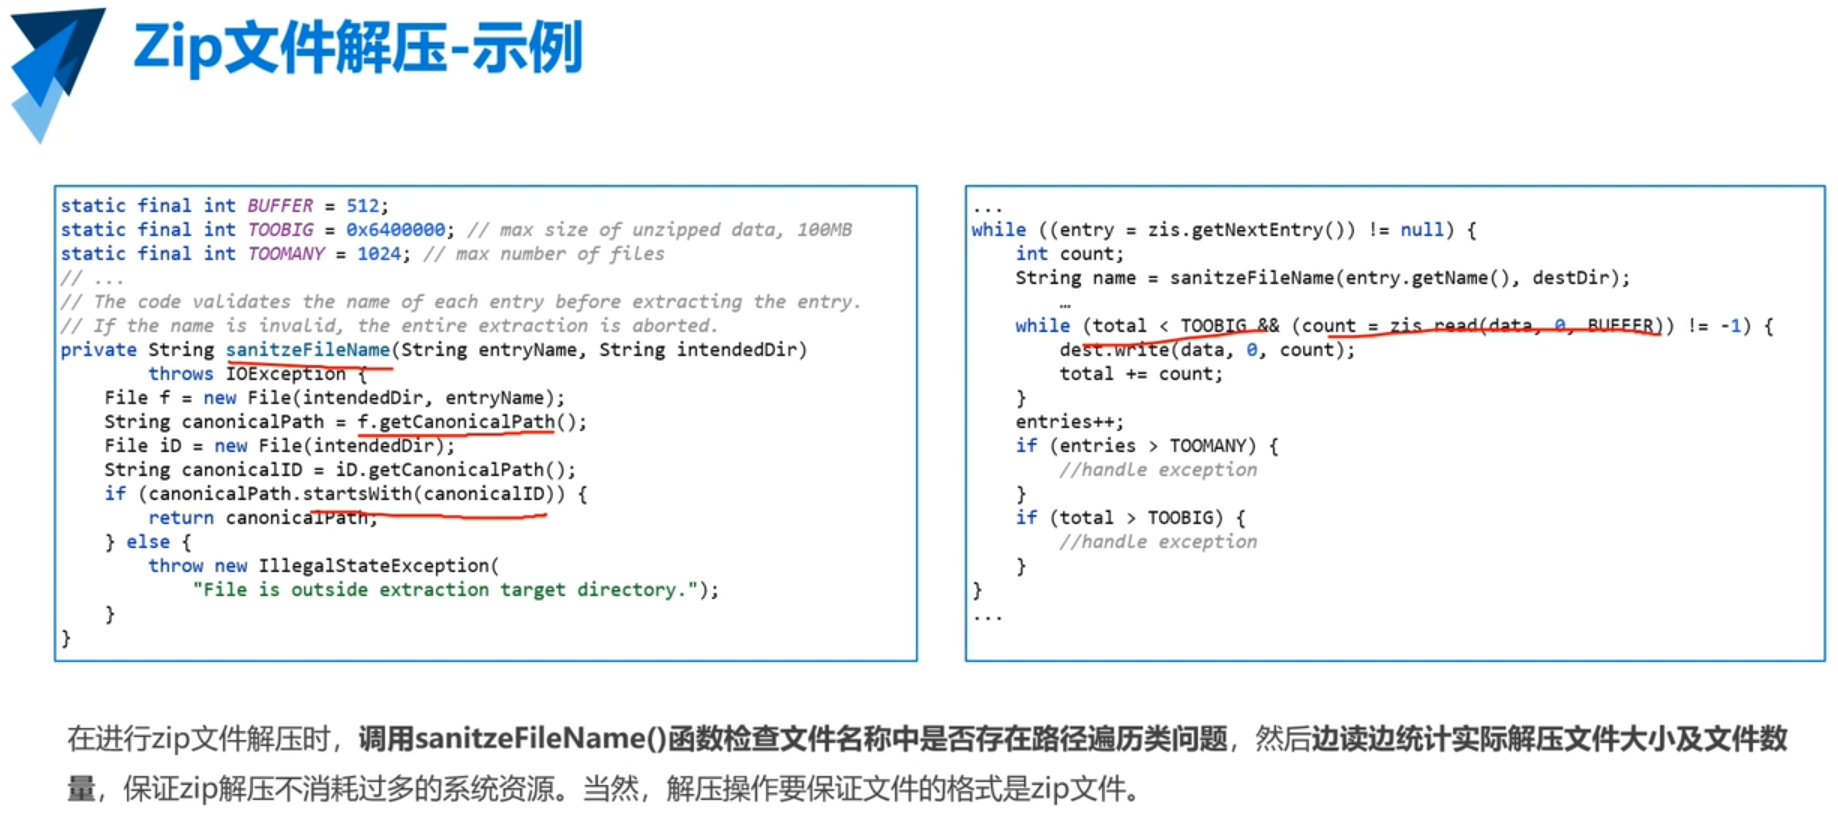 Zip文件解压-示例
static final int BUFFER = 512;
static final int TOOBIG = 0x6400000; // max size of unzipped data, 100MB
static final int TOOMANY = 1024; // max number of files
// ...
// The code validates the name of each entry before extracting the entry.
// If the name is invalid, the entire extraction is aborted.
private String sanitzeFileName(String entryName, String intendedDir)
throws IOException {
File f = new File(intendedDir, entryName);
String canonicalPath = f.getCanonicalPath();
File iD = new File(intendedDir);
String canonicalID = iD.getCanonicalPath();
if (canonicalPath.startsWith(canonicalID)) {
return canonicalPath;
} else {
throw new IllegalStateException(
"File is outside extraction target directory.");
}
}
...
while ((entry = zis.getNextEntry()) != null) {
int count;
String name = sanitzeFileName(entry.getName(), destDir);
…
while (total < TOOBIG && (count = zis.read(data, 0, BUFFER)) != -1) {
dest.write(data, 0, count);
total += count;
}
entries++;
if (entries > TOOMANY) {
//handle exception
}
if (total > TOOBIG) {
//handle exception
}
}
...
在进行zip文件解压时，调用sanitzeFileName()函数检查文件名称中是否存在路径遍历类问题，然后边读边统计实际解压文件大小及文件数
量，保证zip解压不消耗过多的系统资源。当然，解压操作要保证文件的格式是zip文件。